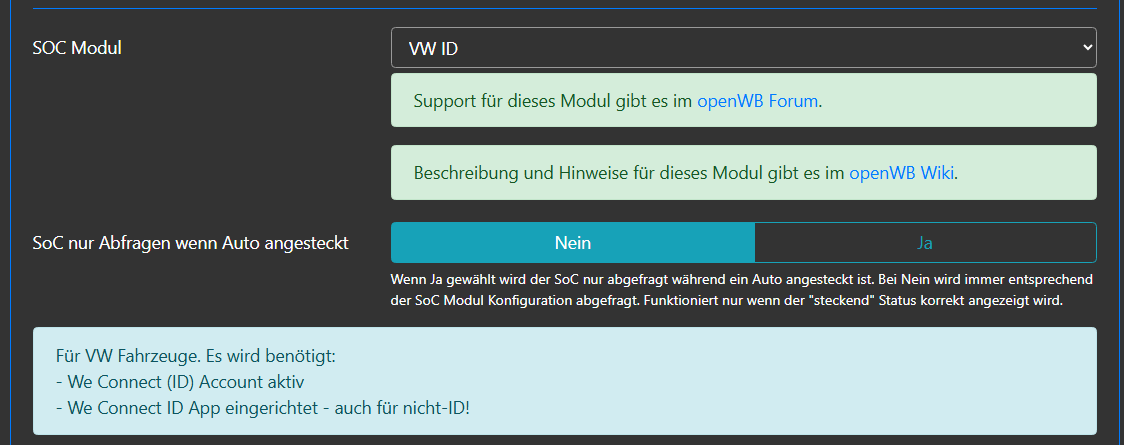 SOC Modul
VW ID
Support für dieses Modul gibt es im openWB Forum.
Beschreibung und Hinweise für dieses Modul gibt es im openWB Wiki.
SoC nur Abfragen wenn Auto angesteckt
Nein
Ja
Wenn Ja gewählt wird der SoC nur abgefragt während ein Auto angesteckt ist. Bei Nein wird immer entsprechend
der SoC Modul Konfiguration abgefragt. Funktioniert nur wenn der "steckend" Status korrekt angezeigt wird.
Für VW Fahrzeuge. Es wird benötigt:
- We Connect (ID) Account aktiv
- We Connect ID App eingerichtet - auch für nicht-ID!